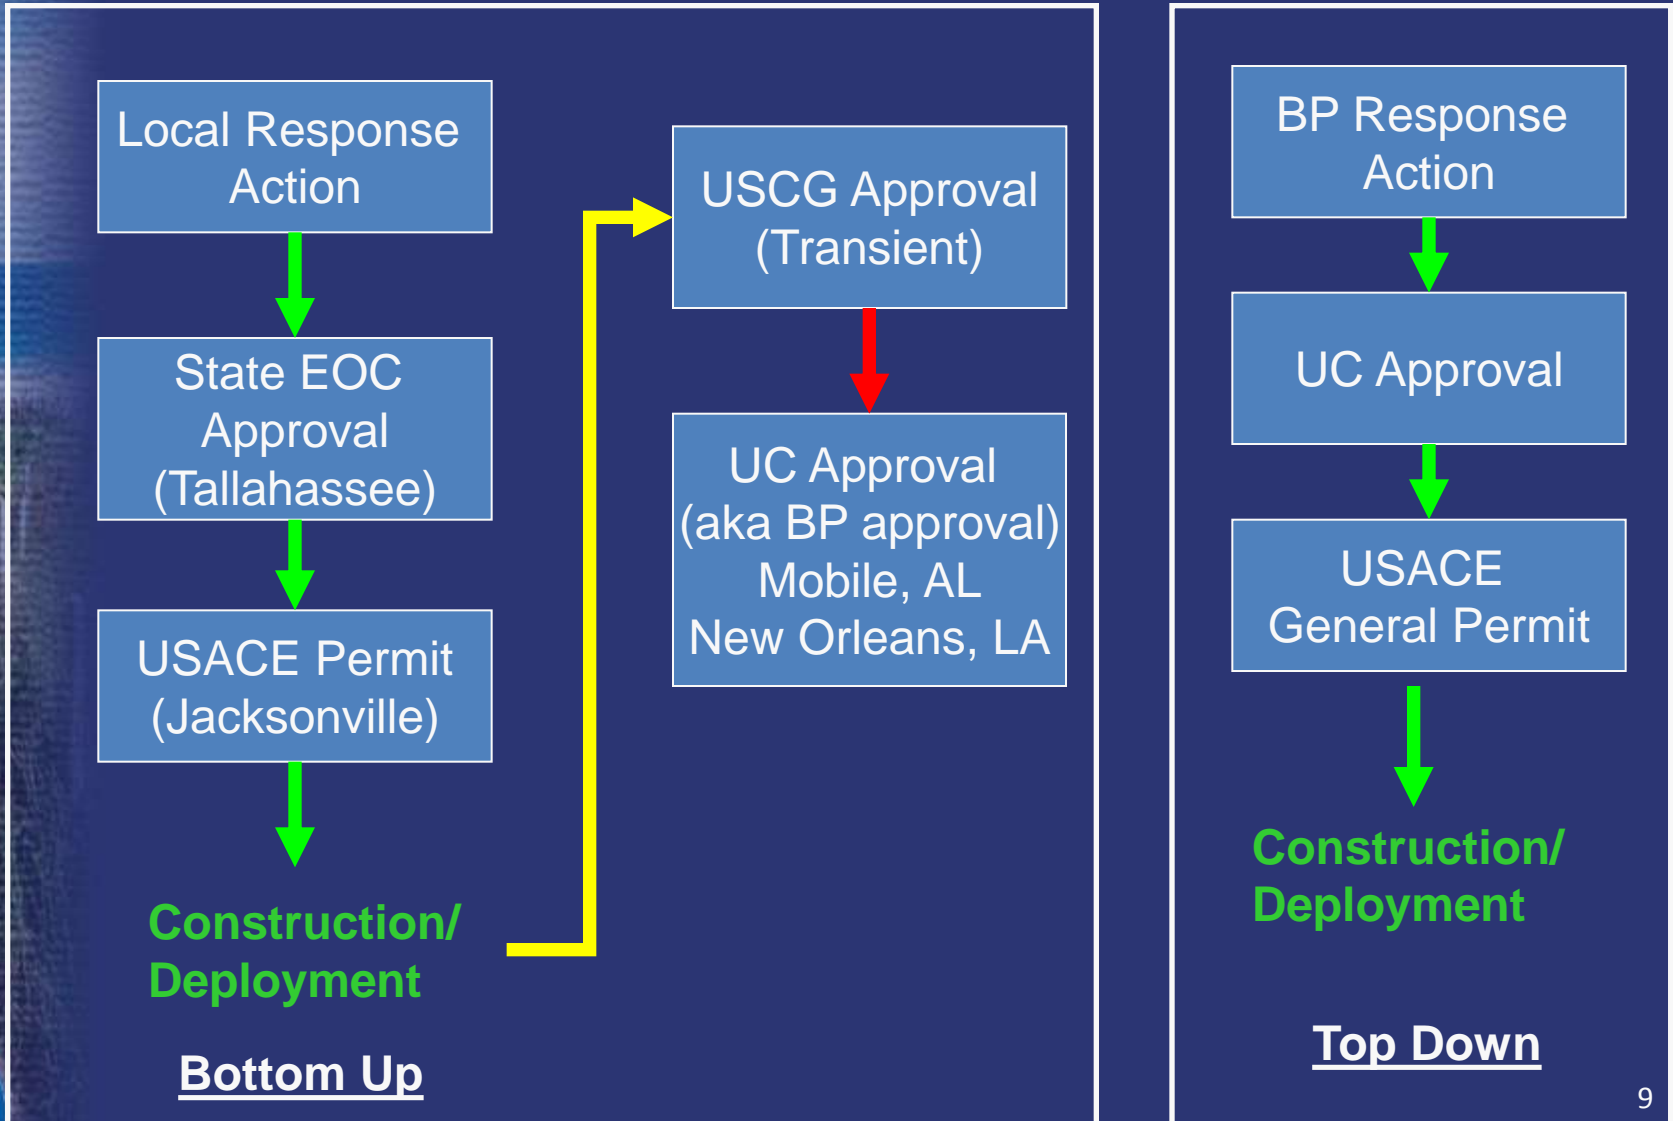 Local Response
Action
State EOC
Approval
(Tallahassee)
USACE Permit
(Jacksonville)
Construction/
Deployment
Bottom Up
USCG Approval
(Transient)
UC Approval
(aka BP approval)
Mobile, AL
New Orleans, LA
BP Response
Action
UC Approval
USACE
General Permit
Construction/
Deployment
Top Down
9